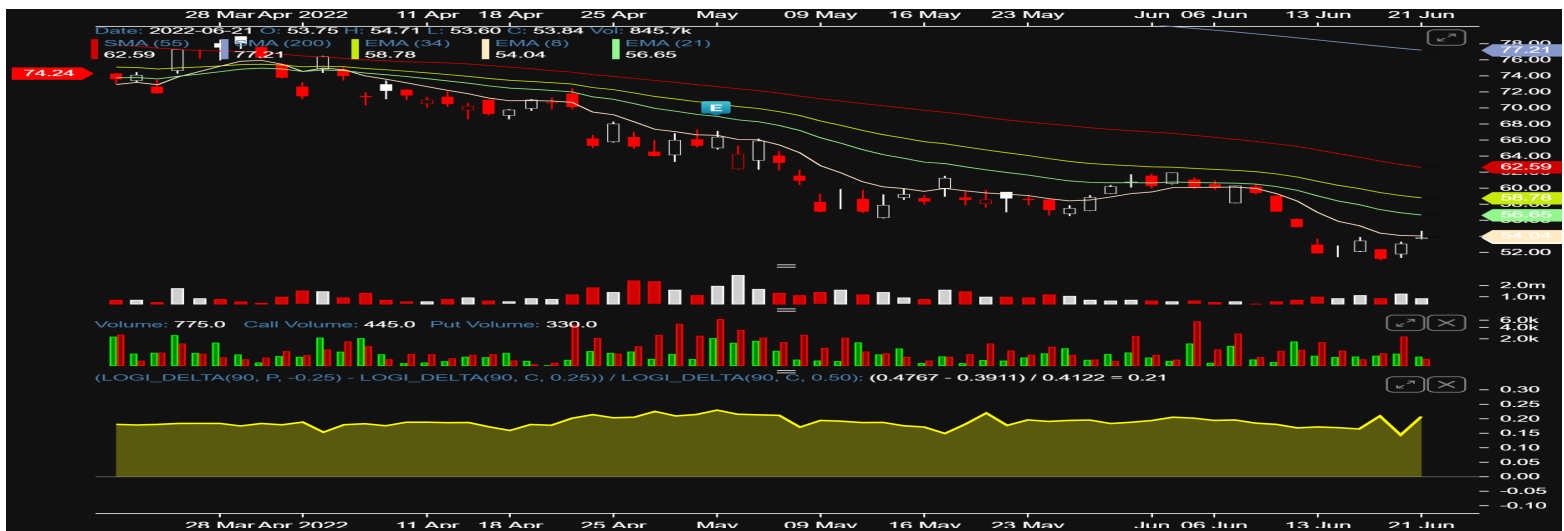 28 Mar Apr 2022 11 Apr 18 Apr 25 Apr May 09 May 16 May 23 May Jun 06 Jun 13 Jun 21 Jun
Date: 2022-06-21 O: 53.75 H: 54.71 L: 53.60 C: 53.84 Vol: 845.7k
SMA (55) SMA (200) EMA (34) EMA (8) EMA (21)
62.59 77.21 58.78 54.04 56.65
74.24
78.00
77.21
76.00
74.00
72.00
70.00
68.00
66.00
64.00
62.59
60.00
58.78
56.65
54.04
52.00
E
2.0m
1.0m
Volume: 775.0 Call Volume: 445.0 Put Volume: 330.0
6.0k
4.0k
2.0k
(LOGI_DELTA(90, P, -0.25) - LOGI_DELTA(90, C, 0.25)) / LOGI_DELTA(90, C, 0.50): (0.4767 - 0.3911) / 0.4122 = 0.21
0.30
0.25
0.20
0.15
0.10
0.05
0.00
-0.05
-0.10
28 Mar Apr 2022 11 Apr 18 Apr 25 Apr May 09 May 16 May 23 May Jun 06 Jun 13 Jun 21 Jun